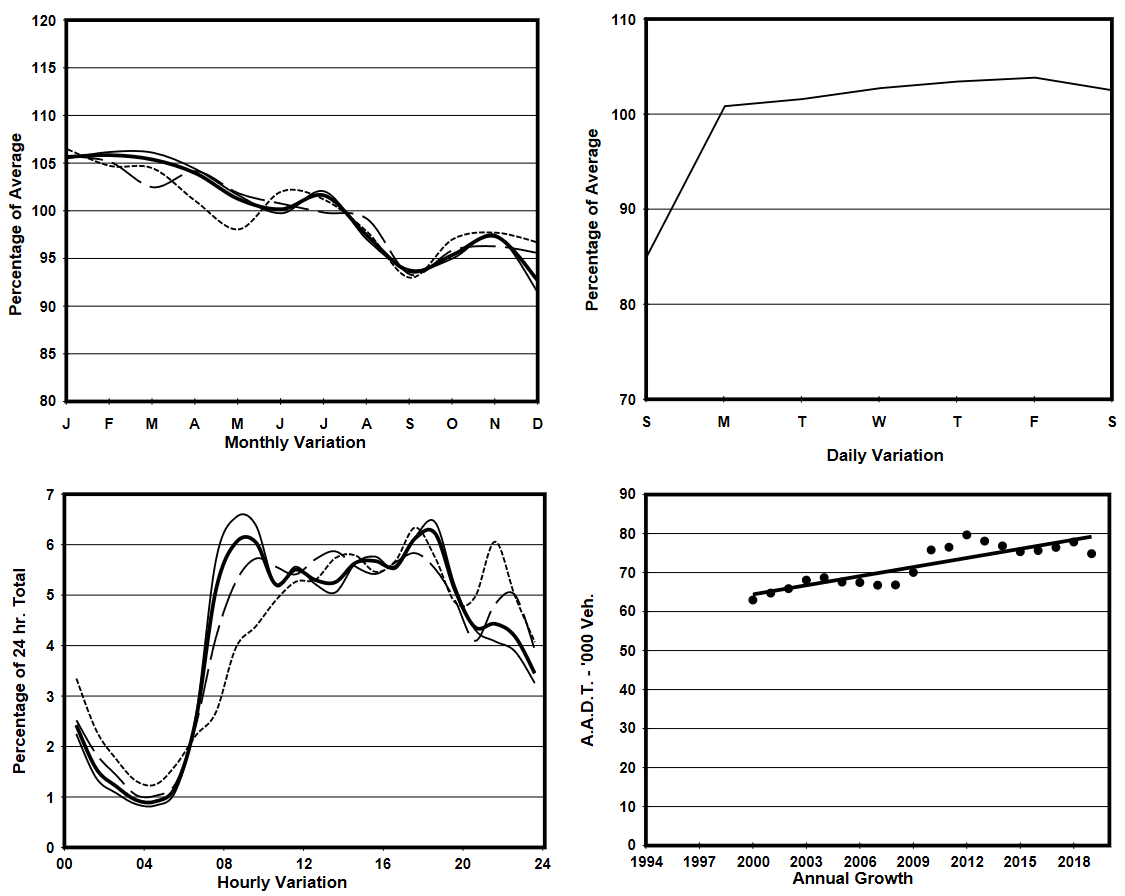 Percentage of Average
120
115
110
105
100
95
90
85
80
J F M A M J J A S O N D
Monthly Variation
Percentage of Average
110
100
90
80
70
S M T W T F S
Daily Variation
Percentage of 24 hr. Total
7
6
5
4
3
2
1
0
00 04 08 12 16 20 24
Hourly Variation
A.A.D.T. - '000 Veh.
90
80
70
60
50
40
30
20
10
0
1994 1997 2000 2003 2006 2009 2012 2015 2018
Annual Growth